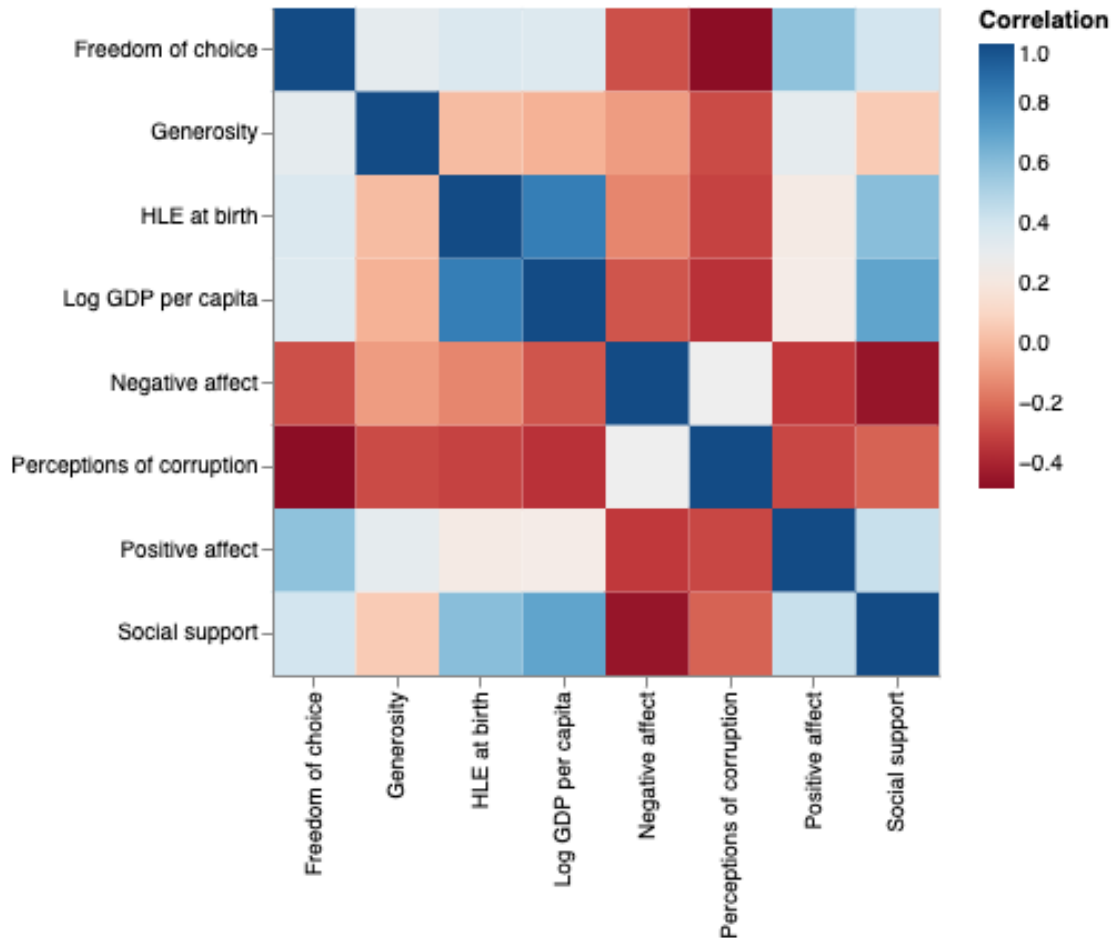 Correlation
Freedom of choice
Generosity
HLE at birth
Log GDP per capita
Negative affect
Perceptions of corruption
Positive affect
Social support
1.0
0.8
0.6
0.4
0.2
0.0
−0.2
−0.4
Freedom of choice
Generosity
HLE at birth
Log GDP per capita
Negative affect
Perceptions of corruption
Positive affect
Social support